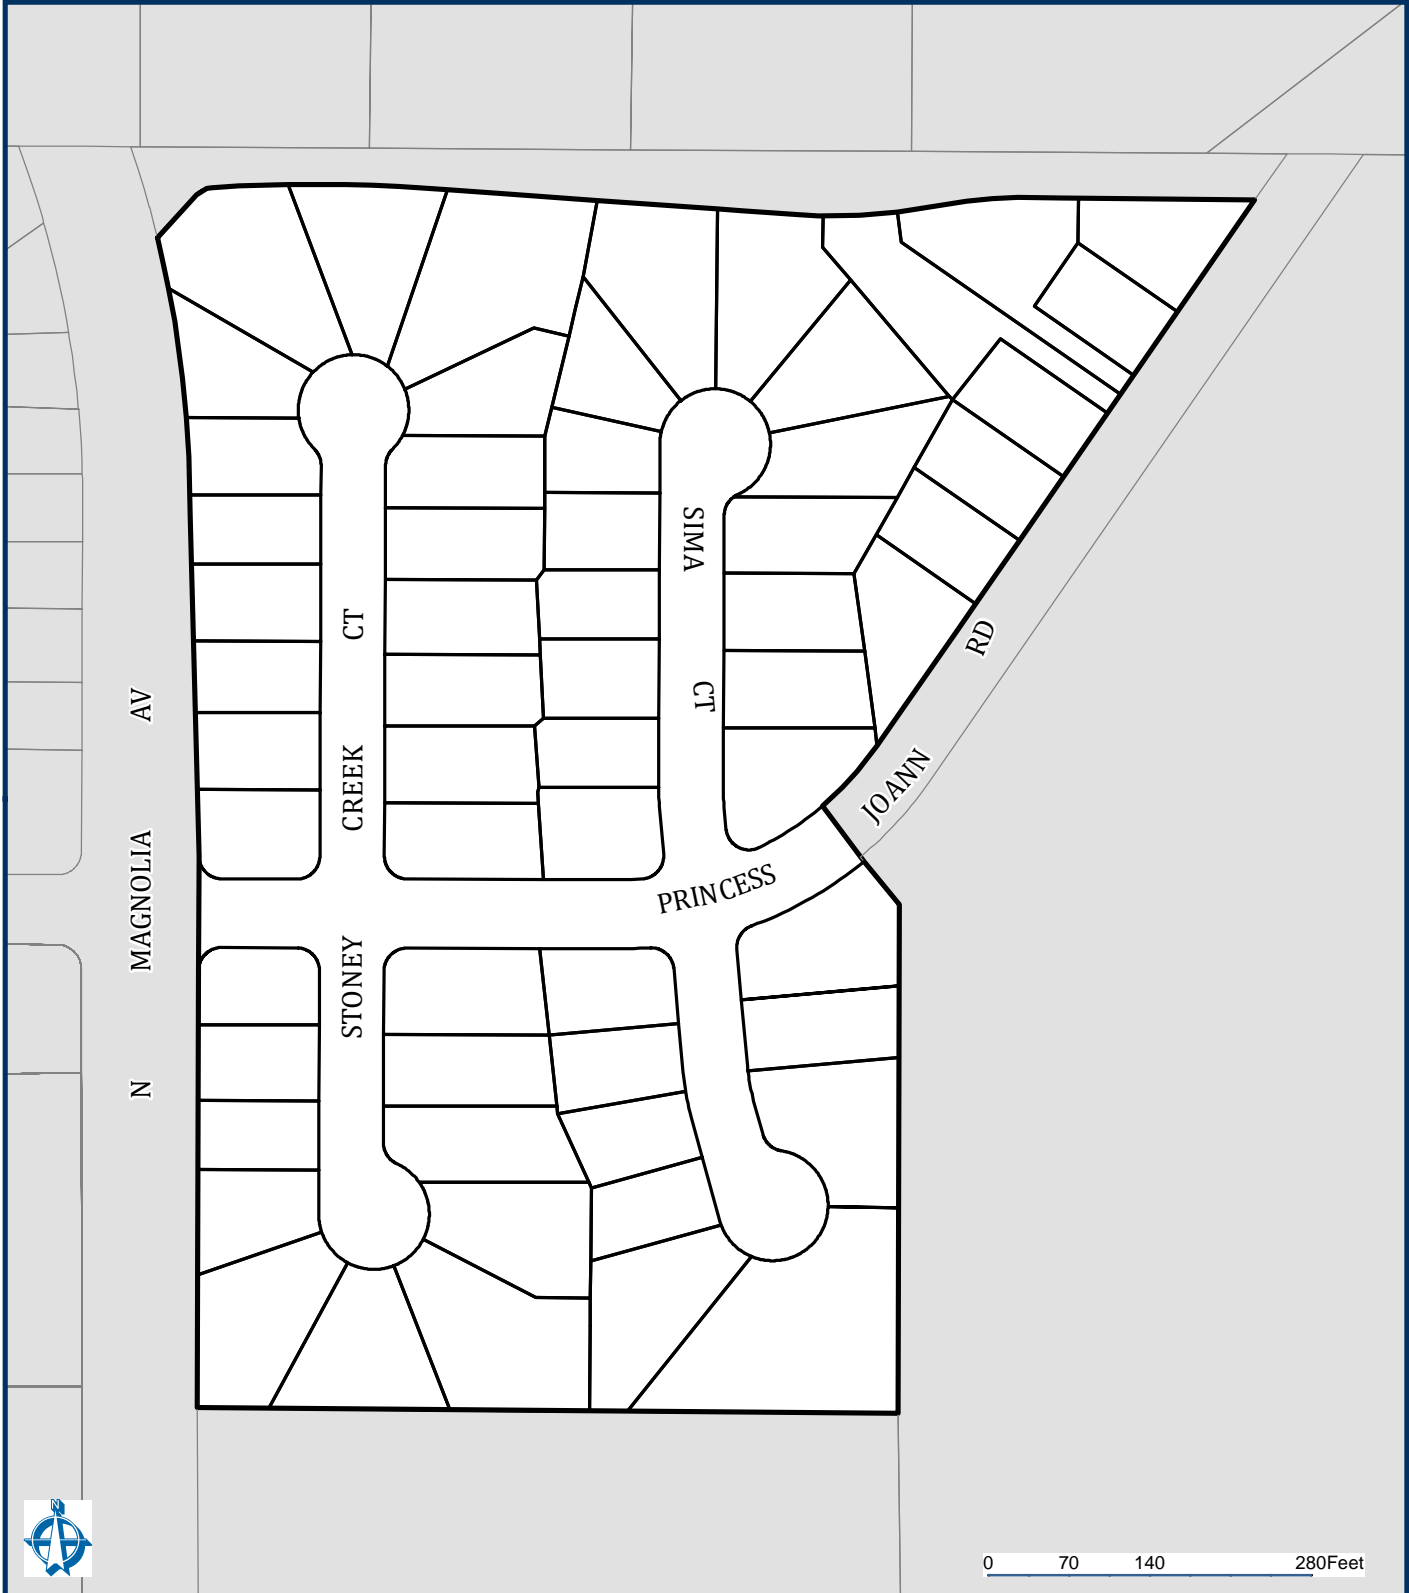 SIMA CT
STONEY CREEK CT
N MAGNOLIA AV
PRINCESS JOANN RD
N
0 70 140 280Feet